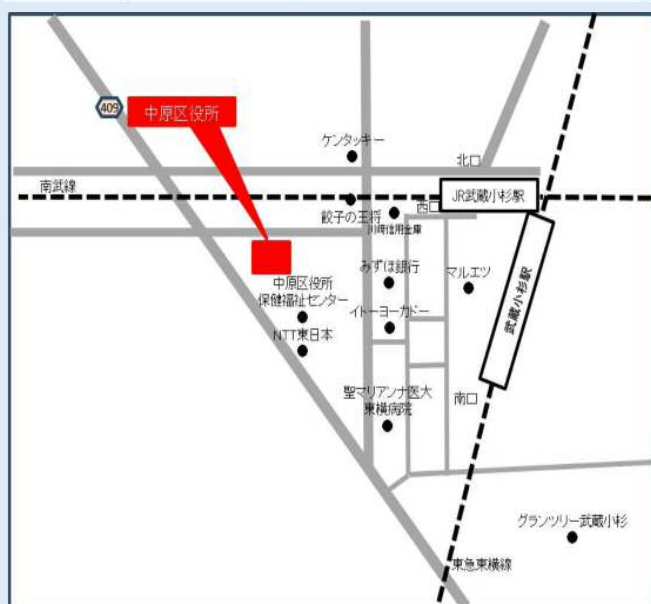 409
中原区役所
ケンタッキー
北口
南武線
JR武蔵小杉駅
餃子の王将
西口
川崎信用金庫
みずほ銀行
マルエツ
武蔵小杉駅
中原区役所
保健福祉センター
イトーヨーカドー
NTT東日本
聖マリアンナ医大
東横病院
南口
グランツリー武蔵小杉
東急東横線